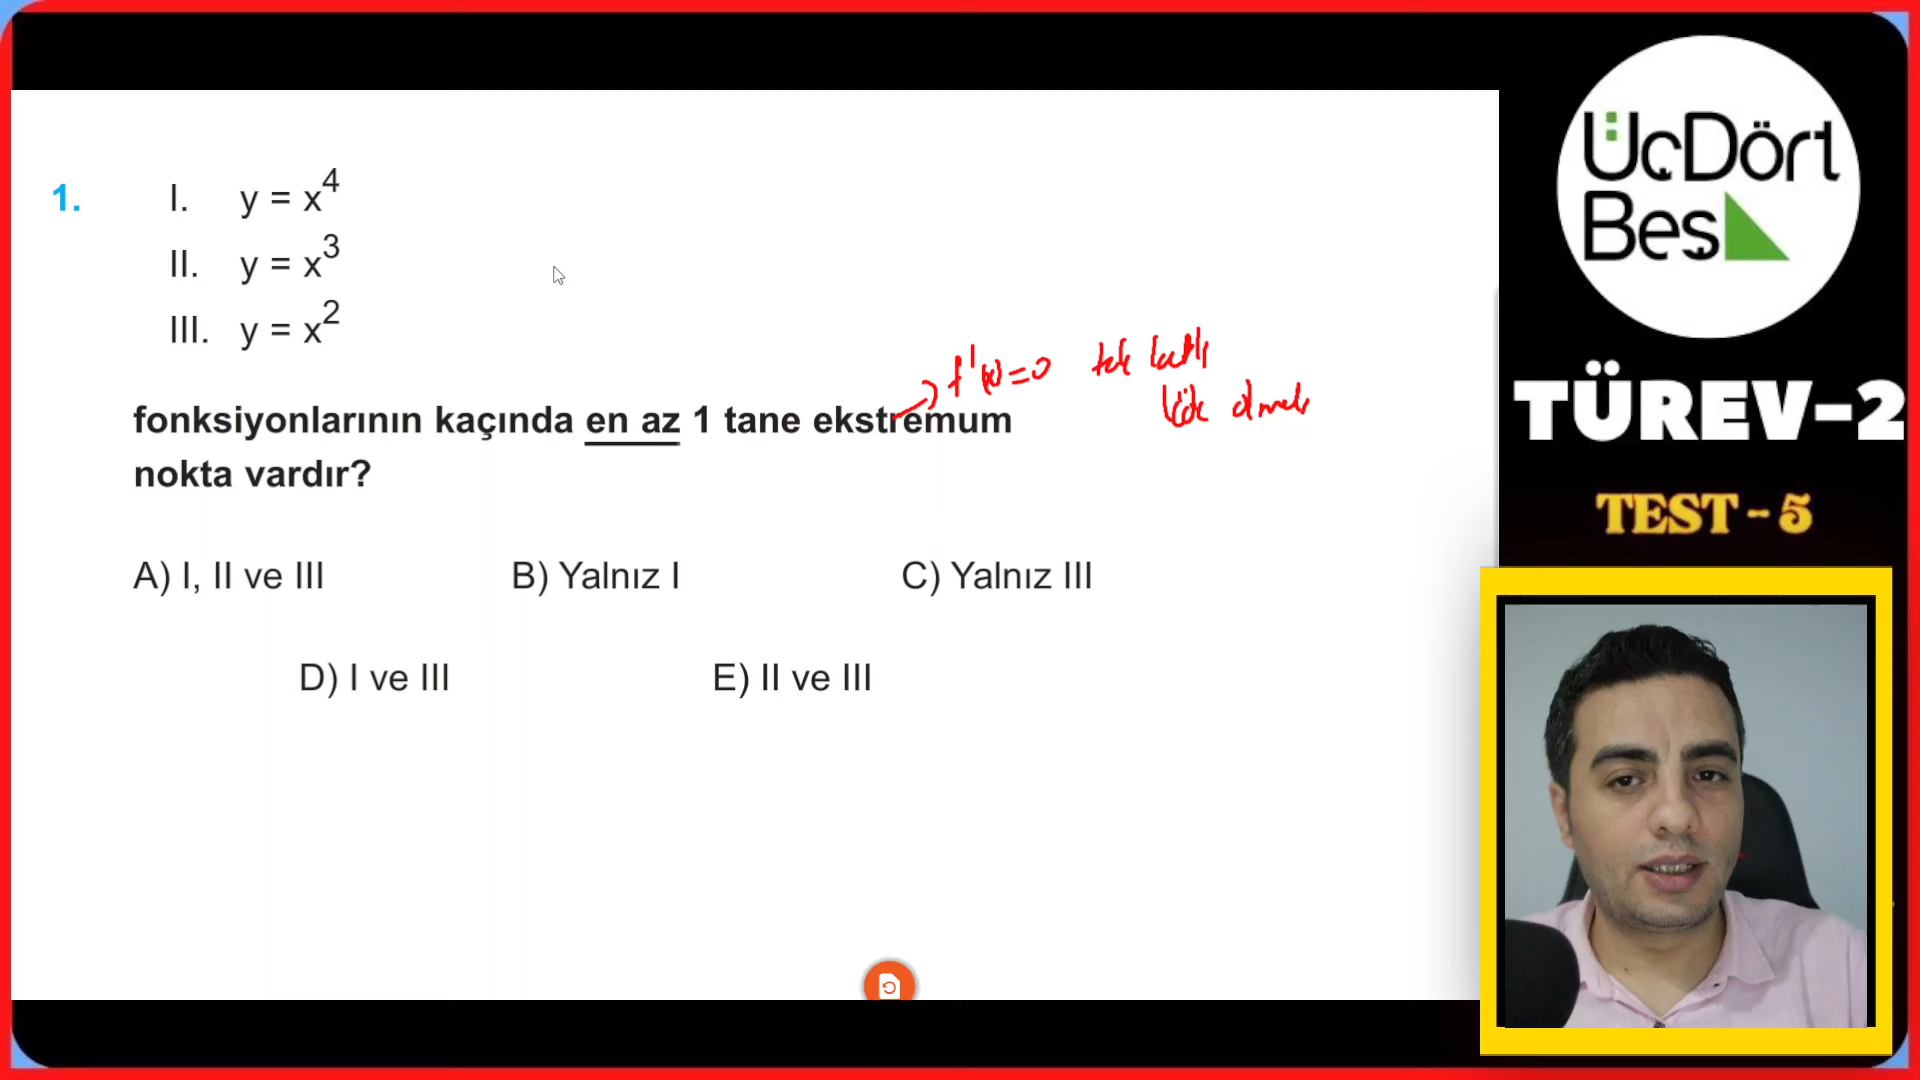 1.
I. y = x⁴
II. y = x³
III. y = x²
f'(x)=0 tek katlı
kök olmalı
fonksiyonlarının kaçında en az 1 tane ekstremum
nokta vardır?
A) I, II ve III
B) Yalnız I
C) Yalnız III
D) I ve III
E) II ve III
ÜçDört
Beş
TÜREV-2
TEST - 5